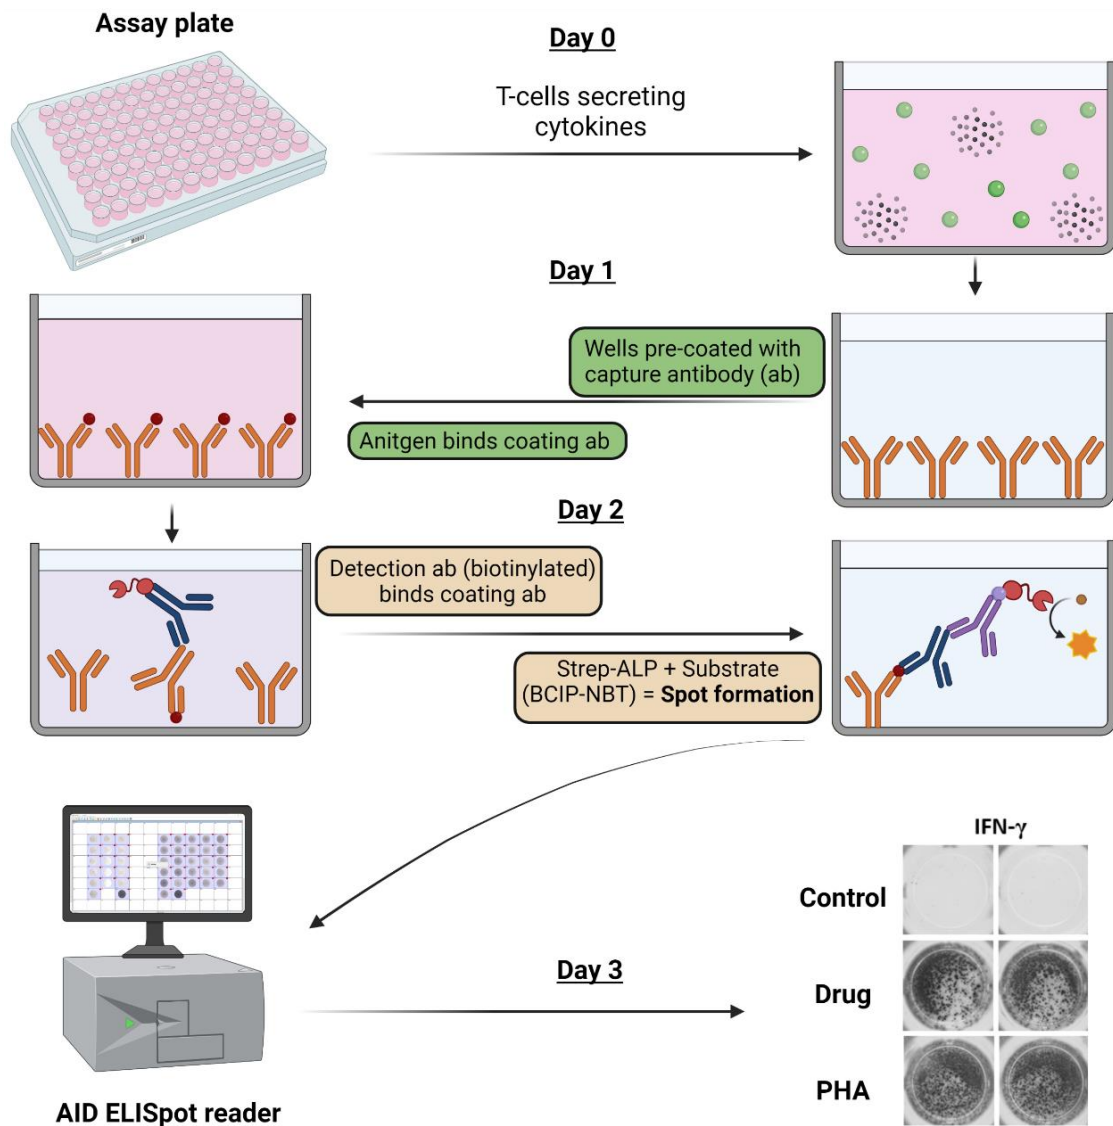 Assay plate
Day 0
T-cells secreting
cytokines
Day 1
Wells pre-coated with
capture antibody (ab)
Anitgen binds coating ab
Day 2
Detection ab (biotinylated)
binds coating ab
Strep-ALP + Substrate
(BCIP-NBT) = Spot formation
IFN-γ
Control
Drug
PHA
Day 3
AID ELISpot reader